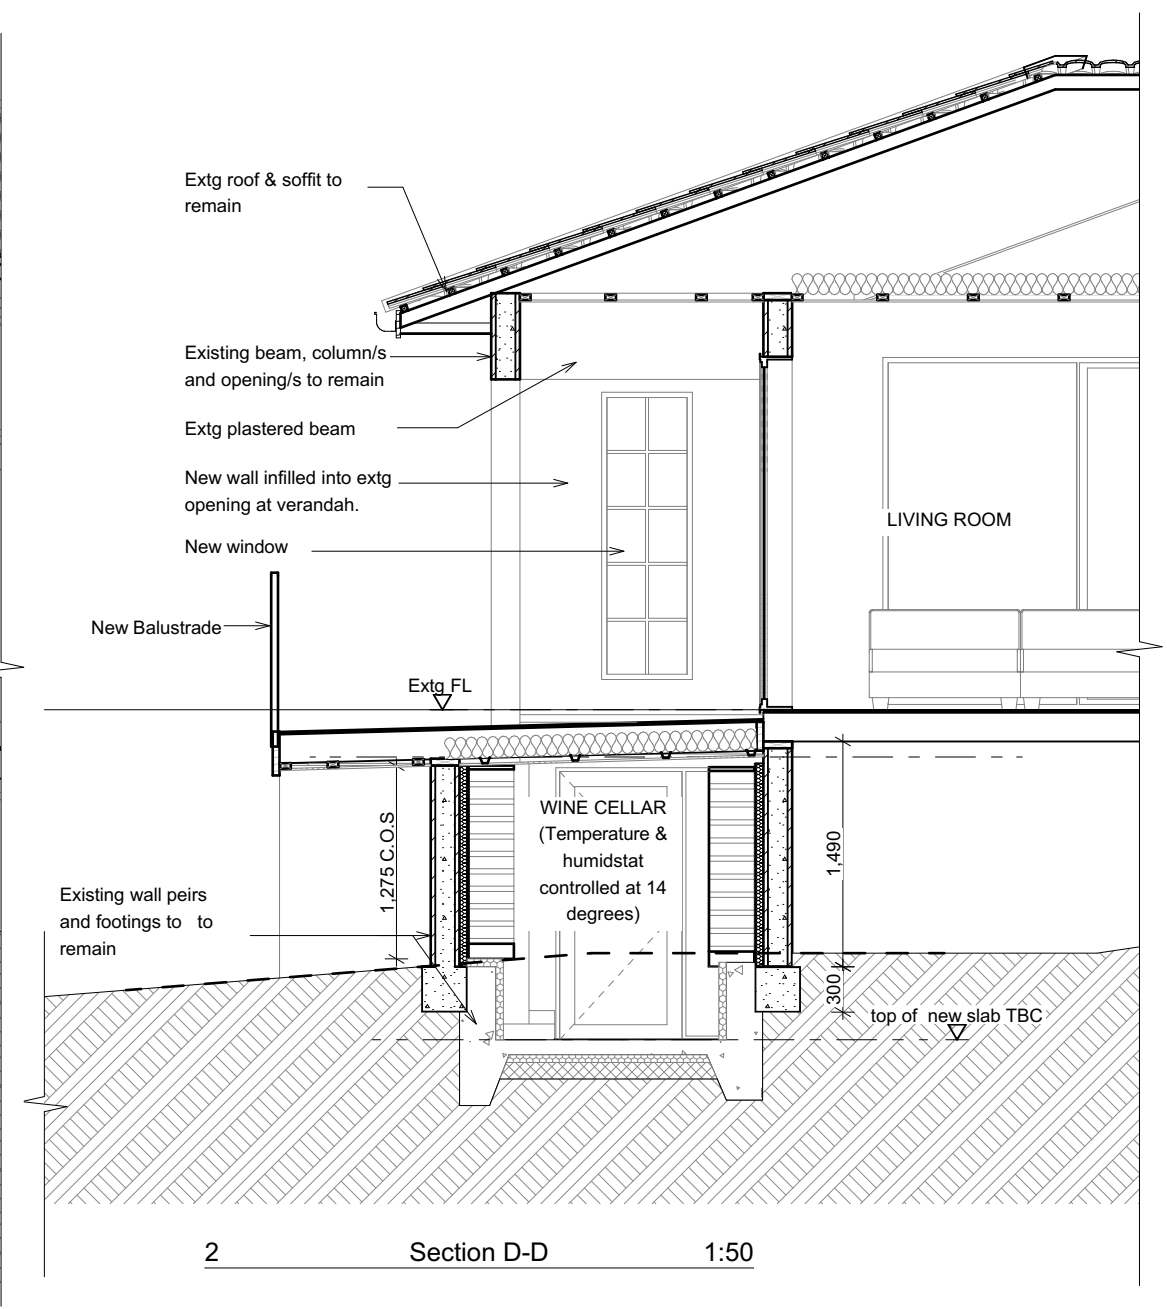 Extg roof & soffit to
remain
Existing beam, column/s
and opening/s to remain
Extg plastered beam
New wall infilled into extg
opening at verandah.
New window
LIVING ROOM
New Balustrade
Extg FL
WINE CELLAR
(Temperature &
humidstat
controlled at 14
degrees)
1,275 C.O.S
1,490
Existing wall peirs
and footings to to
remain
300
top of new slab TBC
2 Section D-D 1:50